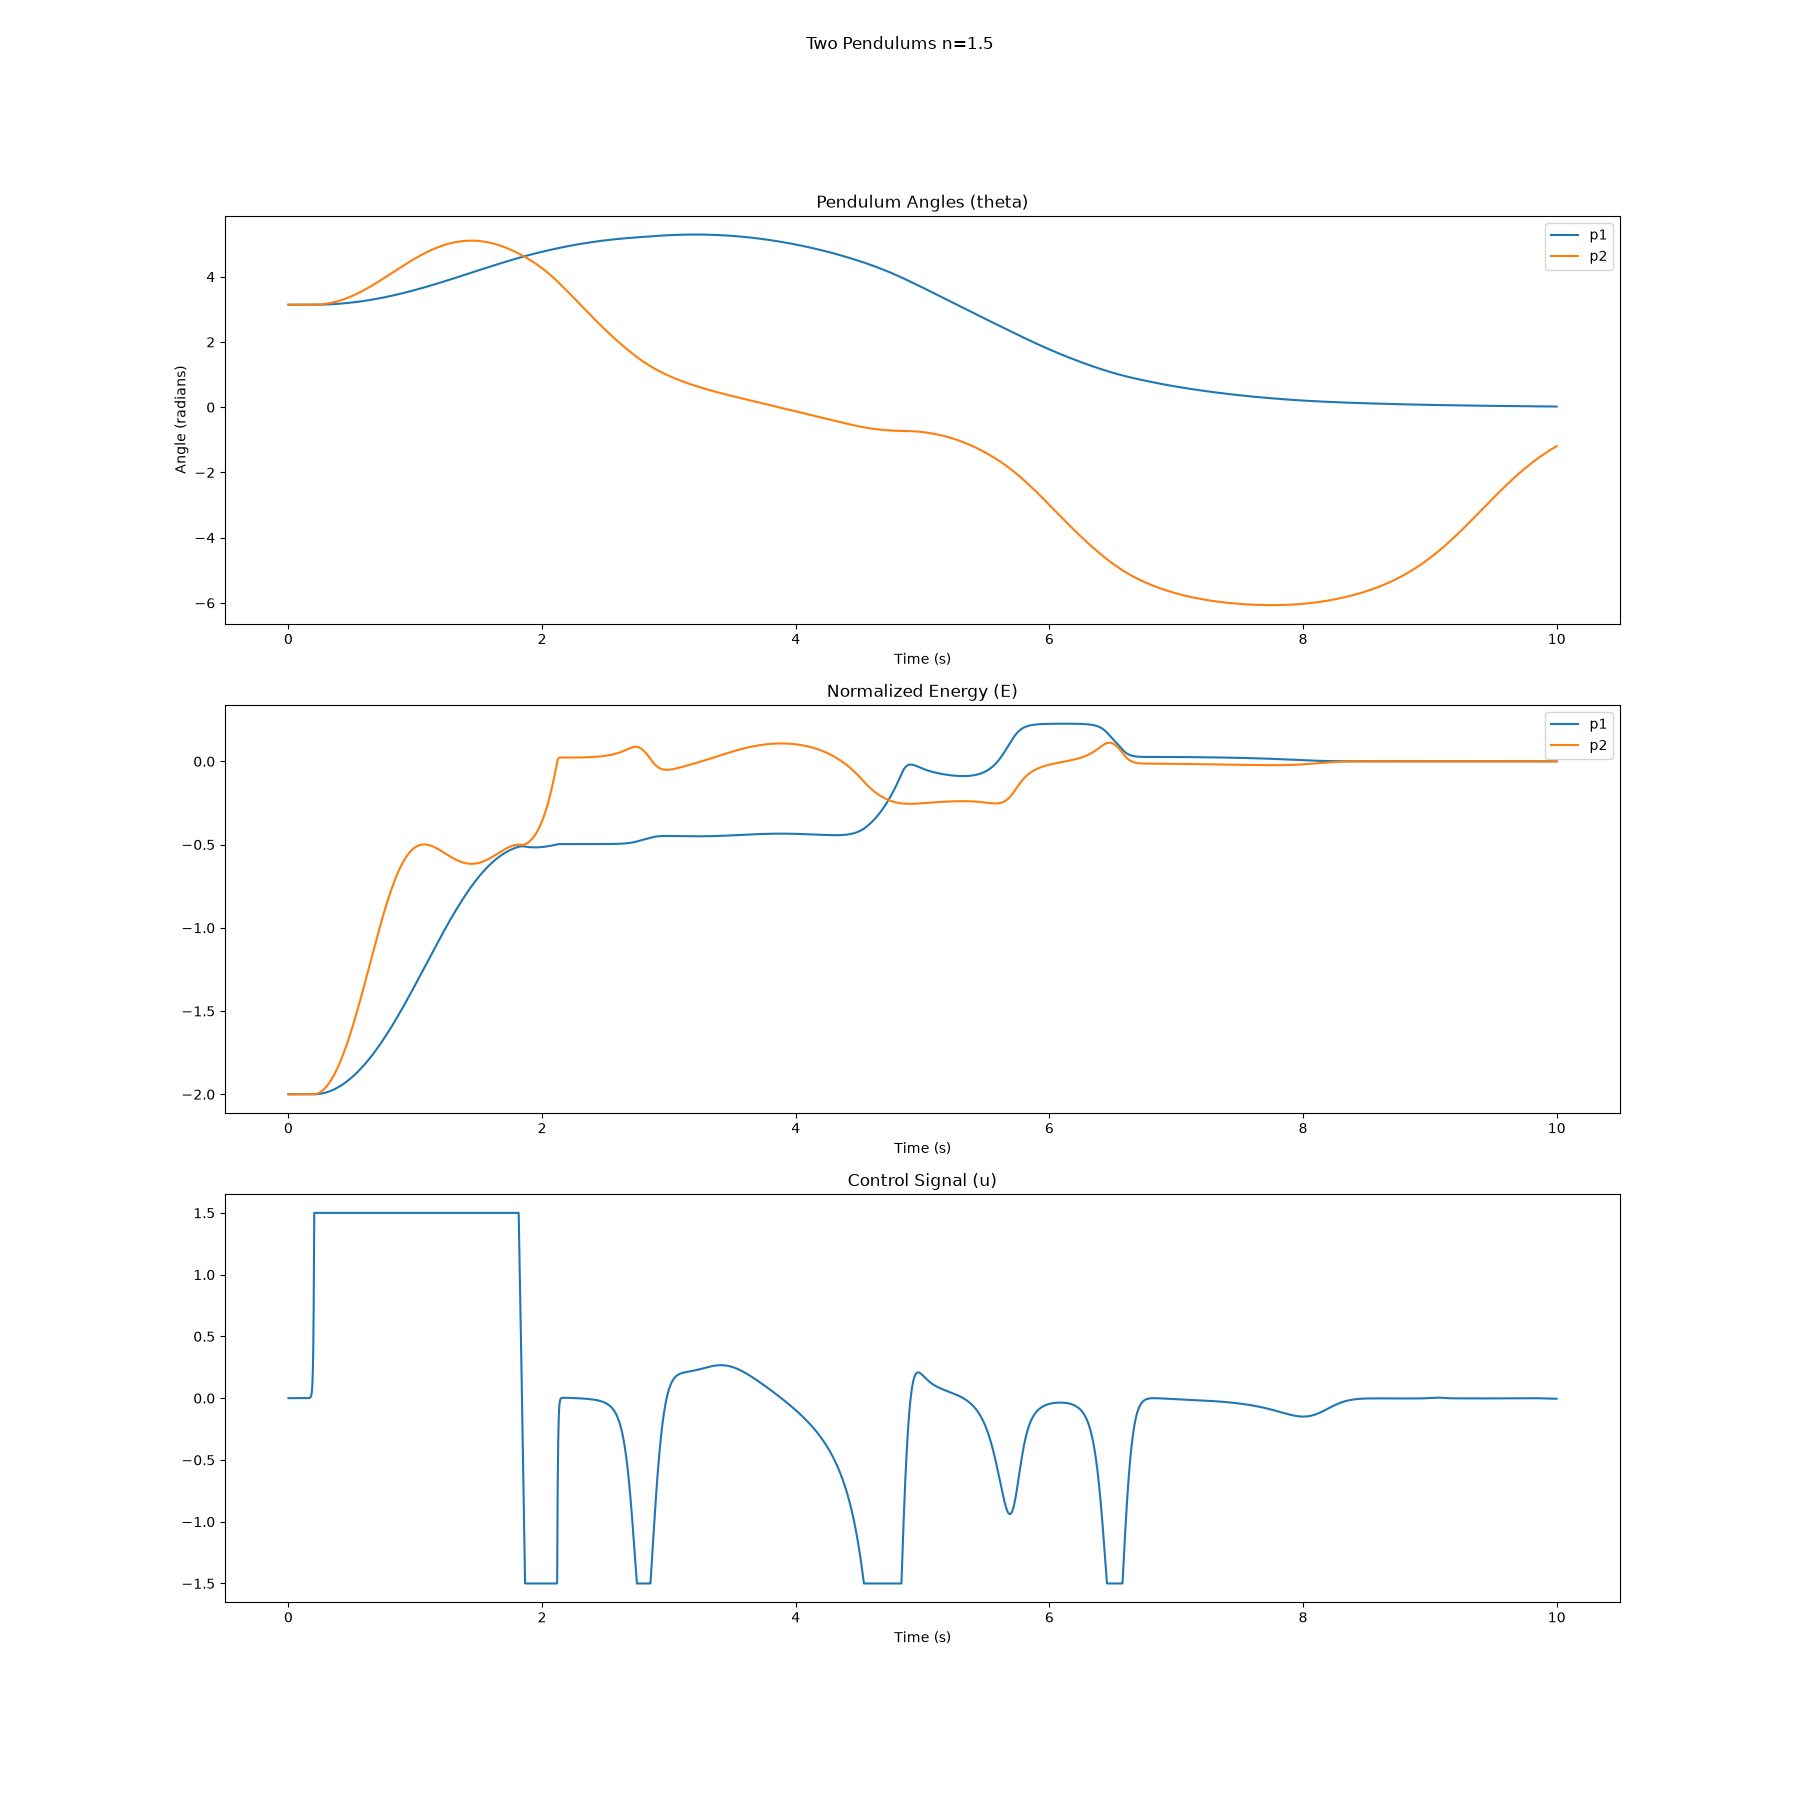 Two Pendulums n=1.5
Pendulum Angles (theta)
p1
p2
4
2
0
−2
−4
−6
Angle (radians)
0 2 4 6 8 10
Time (s)
Normalized Energy (E)
p1
p2
0.0
−0.5
−1.0
−1.5
−2.0
0 2 4 6 8 10
Time (s)
Control Signal (u)
1.5
1.0
0.5
0.0
−0.5
−1.0
−1.5
0 2 4 6 8 10
Time (s)